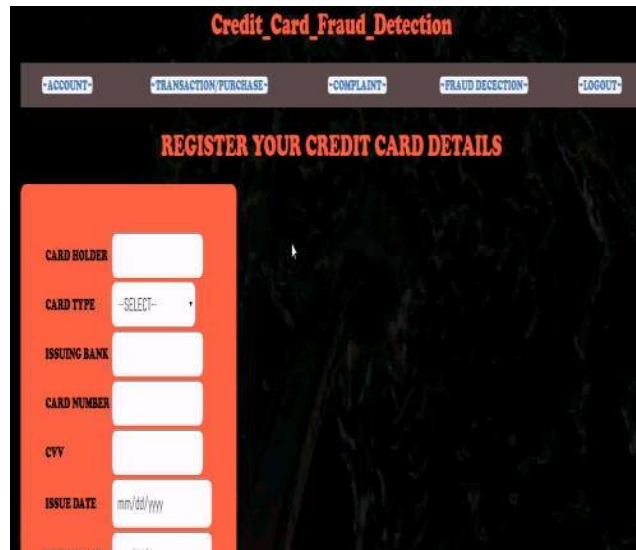 Credit_Card_Fraud_Detection
-ACCOUNT- -TRANSACTION/PURCHASE- -COMPLAINT- -FRAUD DECECTION- -LOGOUT-
REGISTER YOUR CREDIT CARD DETAILS
CARD HOLDER
CARD TYPE --SELECT--
ISSUING BANK
CARD NUMBER
CVV
ISSUE DATE mm/dd/yyyy